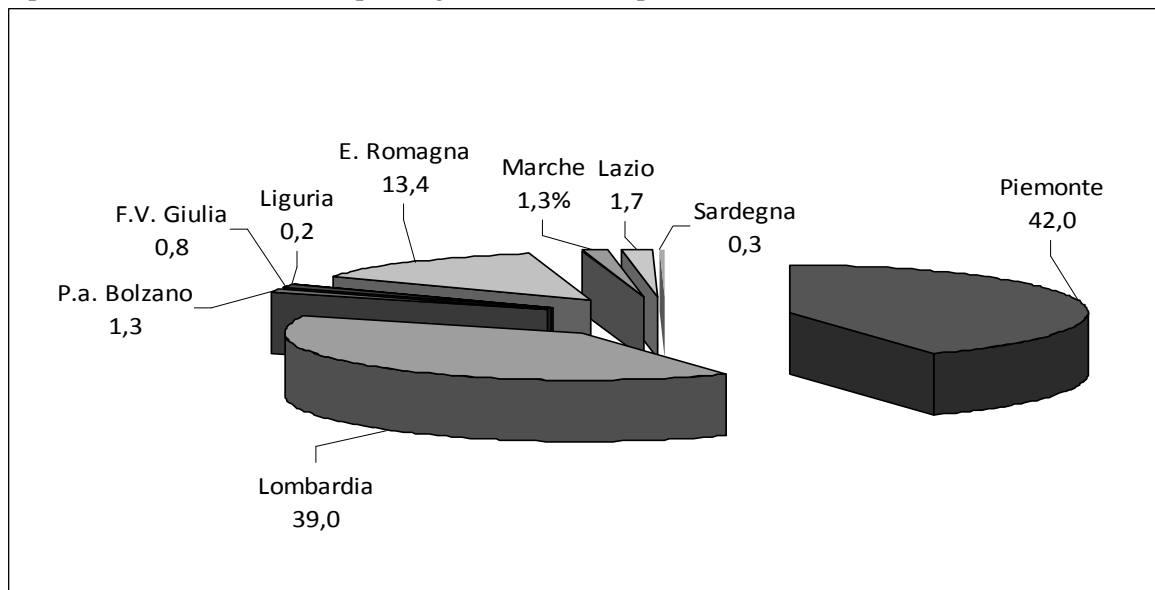 E. Romagna
13,4
Marche
1,3%
Lazio
1,7
Piemonte
42,0
Sardegna
0,3
Liguria
0,2
F.V. Giulia
0,8
P.a. Bolzano
1,3
Lombardia
39,0